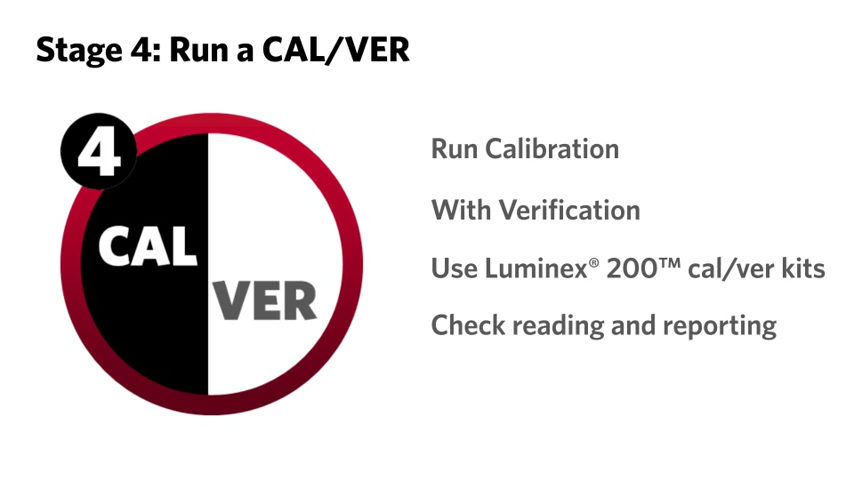 Stage 4: Run a CAL/VER
4
CAL
VER
Run Calibration
With Verification
Use Luminex® 200™ cal/ver kits
Check reading and reporting